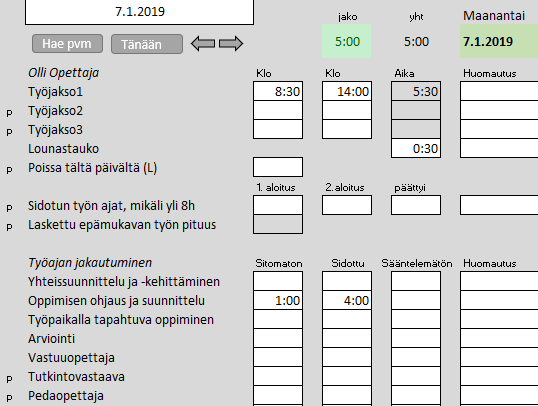 7.1.2019 jako yht Maanantai
Hae pvm Tänään 5:00 5:00 7.1.2019
Olli Opettaja Klo Klo Aika Huomautus
Työjakso1 8:30 14:00 5:30
p Työjakso2
p Työjakso3
Lounastauko 0:30
p Poissa tältä päivältä (L)
1. aloitus 2. aloitus päättyi
p Sidotun työn ajat, mikäli yli 8h
p Laskettu epämukavan työn pituus
Työajan jakautuminen Sitomaton Sidottu Sääntelemätön Huomautus
Yhteissuunnittelu ja -kehittäminen
Oppimisen ohjaus ja suunnittelu 1:00 4:00
Työpaikalla tapahtuva oppiminen
Arviointi
Vastuuopettaja
p Tutkintovastaava
p Pedaopettaja